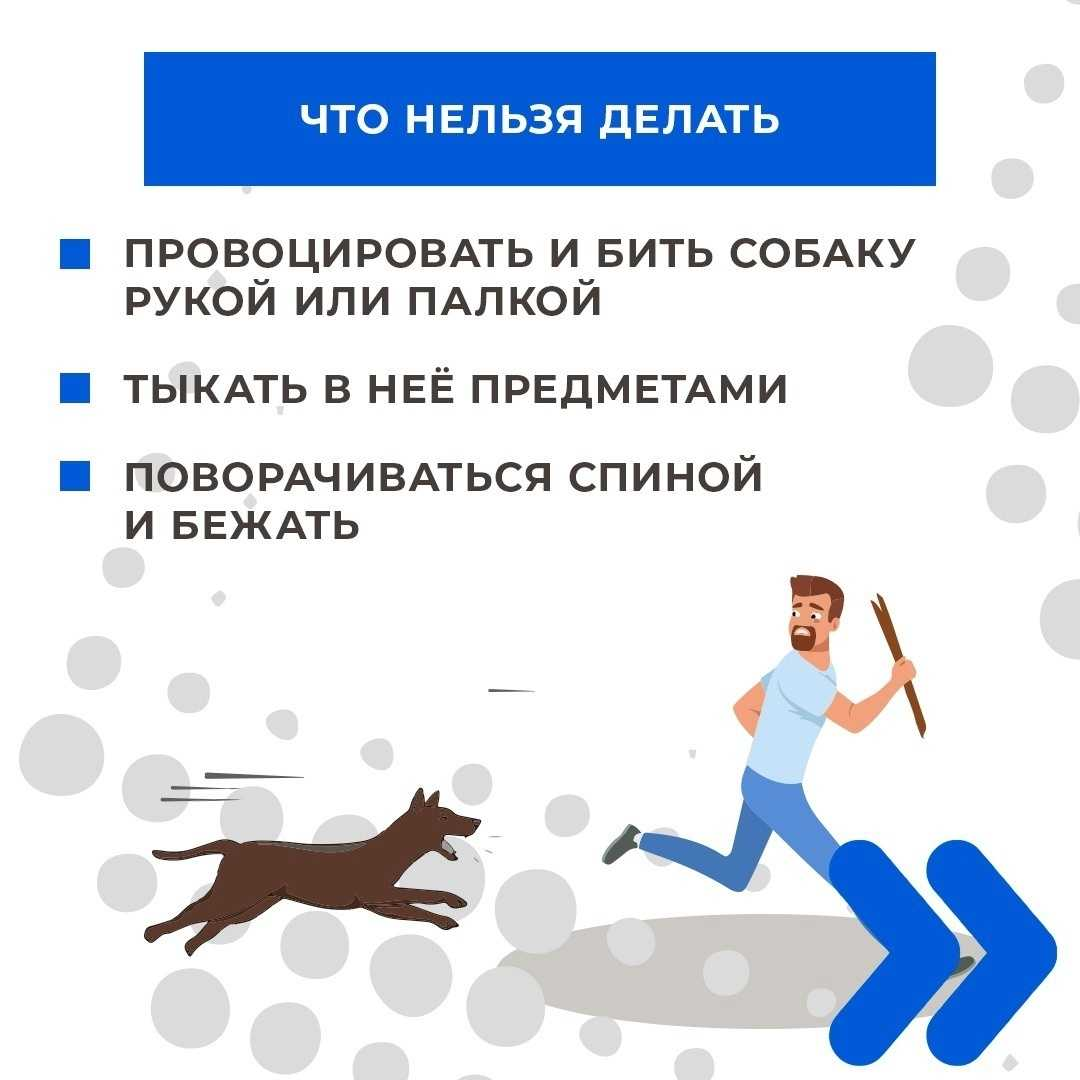 ЧТО НЕЛЬЗЯ ДЕЛАТЬ
ПРОВОЦИРОВАТЬ И БИТЬ СОБАКУ
РУКОЙ ИЛИ ПАЛКОЙ
ТЫКАТЬ В НЕЁ ПРЕДМЕТАМИ
ПОВОРАЧИВАТЬСЯ СПИНОЙ
И БЕЖАТЬ